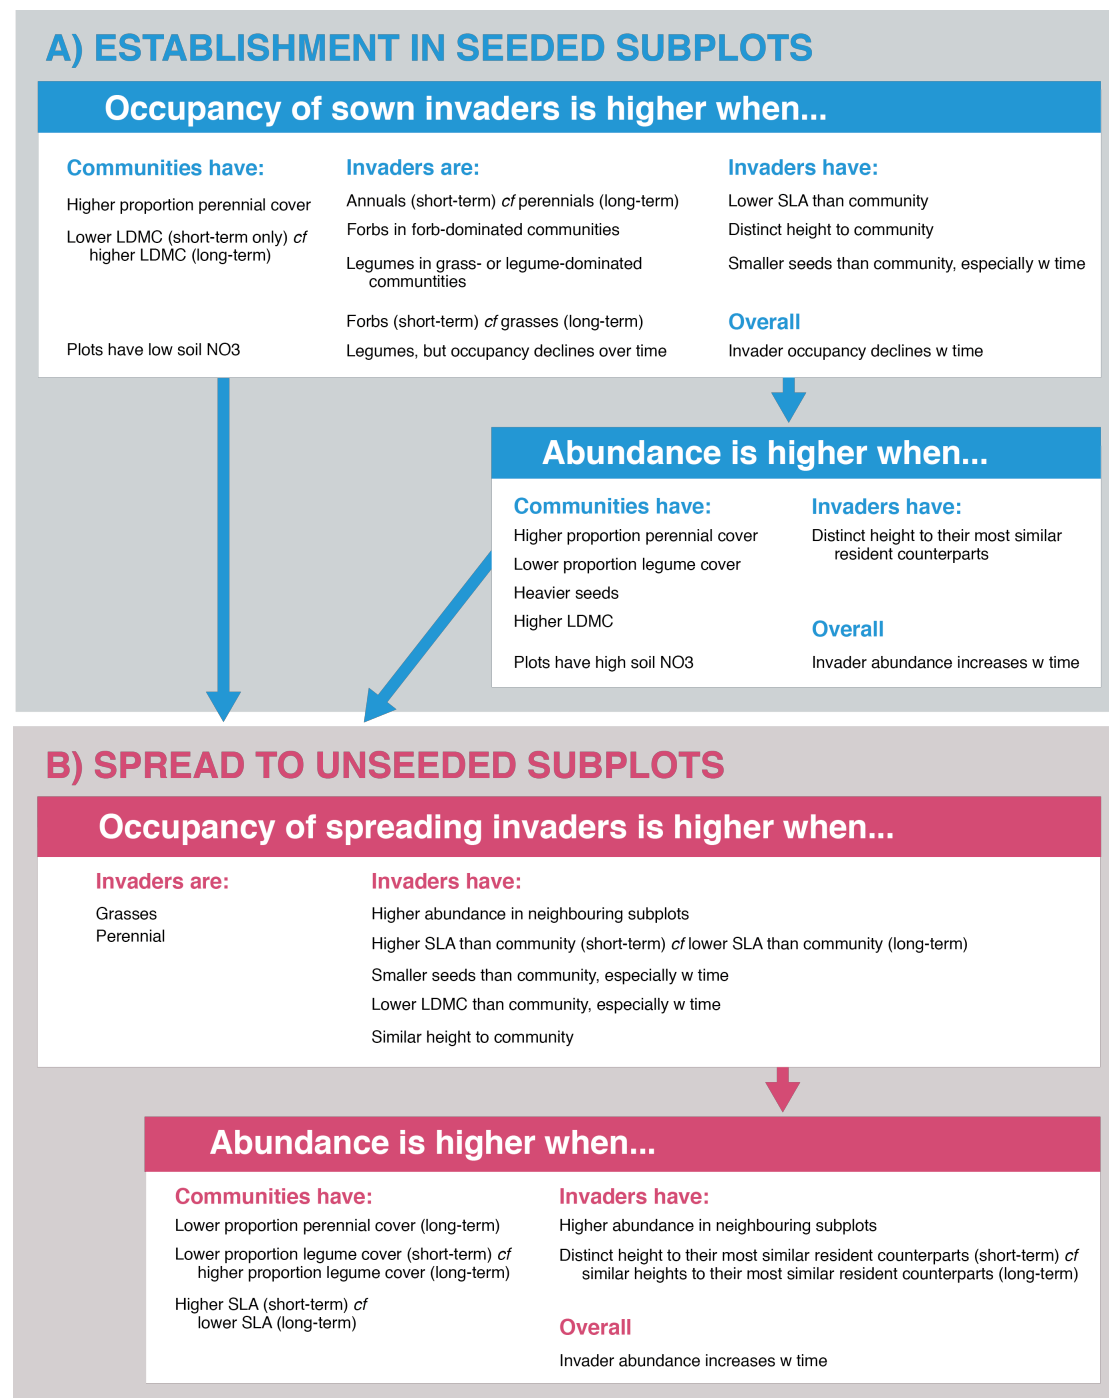 A) ESTABLISHMENT IN SEEDED SUBPLOTS
Occupancy of sown invaders is higher when...
Communities have:
Higher proportion perennial cover
Lower LDMC (short-term only) cf
higher LDMC (long-term)
Plots have low soil NO3
Invaders are:
Annuals (short-term) cf perennials (long-term)
Forbs in forb-dominated communities
Legumes in grass- or legume-dominated
communtities
Forbs (short-term) cf grasses (long-term)
Legumes, but occupancy declines over time
Invaders have:
Lower SLA than community
Distinct height to community
Smaller seeds than community, especially w time
Overall
Invader occupancy declines w time
Abundance is higher when...
Communities have:
Higher proportion perennial cover
Lower proportion legume cover
Heavier seeds
Higher LDMC
Plots have high soil NO3
Invaders have:
Distinct height to their most similar
resident counterparts
Overall
Invader abundance increases w time
B) SPREAD TO UNSEEDED SUBPLOTS
Occupancy of spreading invaders is higher when...
Invaders are:
Grasses
Perennial
Invaders have:
Higher abundance in neighbouring subplots
Higher SLA than community (short-term) cf lower SLA than community (long-term)
Smaller seeds than community, especially w time
Lower LDMC than community, especially w time
Similar height to community
Abundance is higher when...
Communities have:
Lower proportion perennial cover (long-term)
Lower proportion legume cover (short-term) cf
higher proportion legume cover (long-term)
Higher SLA (short-term) cf
lower SLA (long-term)
Invaders have:
Higher abundance in neighbouring subplots
Distinct height to their most similar resident counterparts (short-term) cf
similar heights to their most similar resident counterparts (long-term)
Overall
Invader abundance increases w time